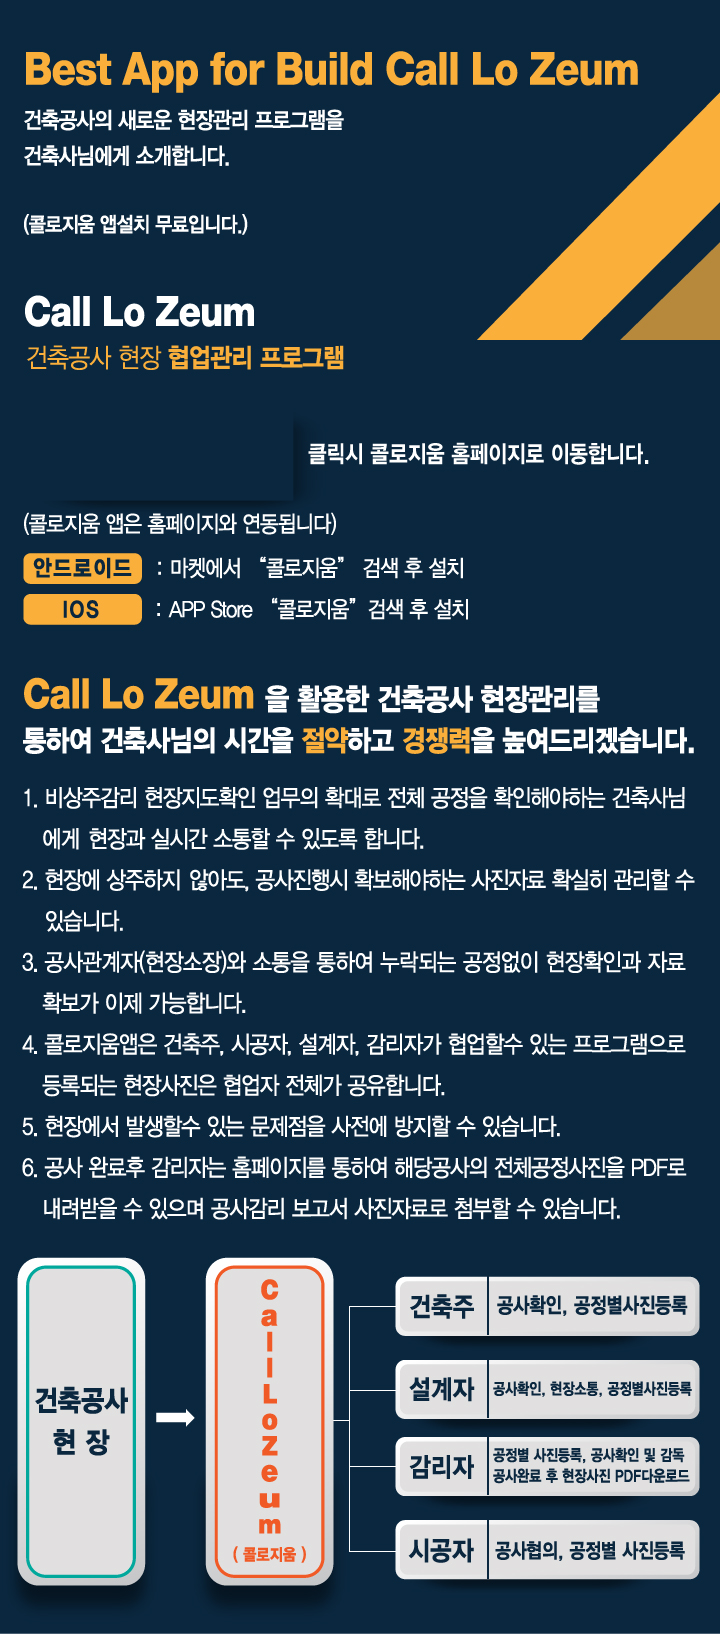 Best App for Build Call Lo Zeum
건축공사의 새로운 현장관리 프로그램을
건축사님에게 소개합니다.
(콜로지움 앱설치 무료입니다.)
Call Lo Zeum
건축공사 현장 협업관리 프로그램
클릭시 콜로지움 홈페이지로 이동합니다.
(콜로지움 앱은 홈페이지와 연동됩니다)
안드로이드 : 마켓에서 “콜로지움” 검색 후 설치
IOS : APP Store “콜로지움” 검색 후 설치
Call Lo Zeum 을 활용한 건축공사 현장관리를
통하여 건축사님의 시간을 절약하고 경쟁력을 높여드리겠습니다.
1. 비상주감리 현장지도확인 업무의 확대로 전체 공정을 확인해야하는 건축사님
에게 현장과 실시간 소통할 수 있도록 합니다.
2. 현장에 상주하지 않아도, 공사진행시 확보해야하는 사진자료 확실히 관리할 수
있습니다.
3. 공사관계자(현장소장)와 소통을 통하여 누락되는 공정없이 현장확인과 자료
확보가 이제 가능합니다.
4. 콜로지움앱은 건축주, 시공자, 설계자, 감리자가 협업할수 있는 프로그램으로
등록되는 현장사진은 협업자 전체가 공유합니다.
5. 현장에서 발생할수 있는 문제점을 사전에 방지할 수 있습니다.
6. 공사 완료후 감리자는 홈페이지를 통하여 해당공사의 전체공정사진을 PDF로
내려받을 수 있으며 공사감리 보고서 사진자료로 첨부할 수 있습니다.
건축공사
현 장
CallLoZeum
( 콜로지움 )
건축주 공사확인, 공정별사진등록
설계자 공사확인, 현장소통, 공정별사진등록
감리자 공정별 사진등록, 공사확인 및 감독
공사완료 후 현장사진 PDF다운로드
시공자 공사협의, 공정별 사진등록